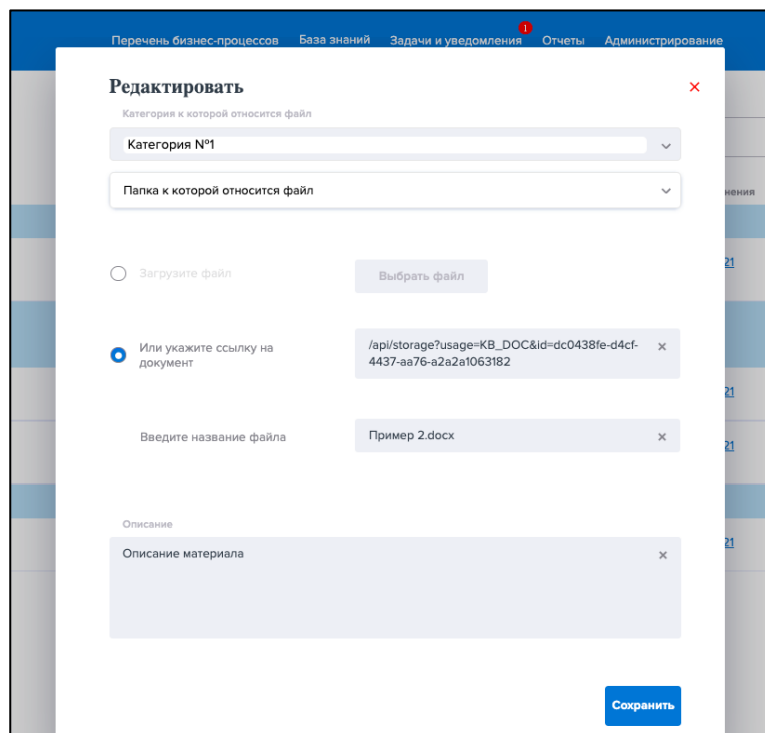 Перечень бизнес-процессов База знаний Задачи и уведомления 1 Отчеты Администрирование
Редактировать
Категория к которой относится файл
Категория №1
Папка к которой относится файл
нения
21
Загрузите файл Выбрать файл
Или укажите ссылку на
документ
/api/storage?usage=KB_DOC&id=dc0438fe-d4cf-
4437-aa76-a2a2a1063182
21
Введите название файла Пример 2.docx
21
Описание
Описание материала
21
Сохранить